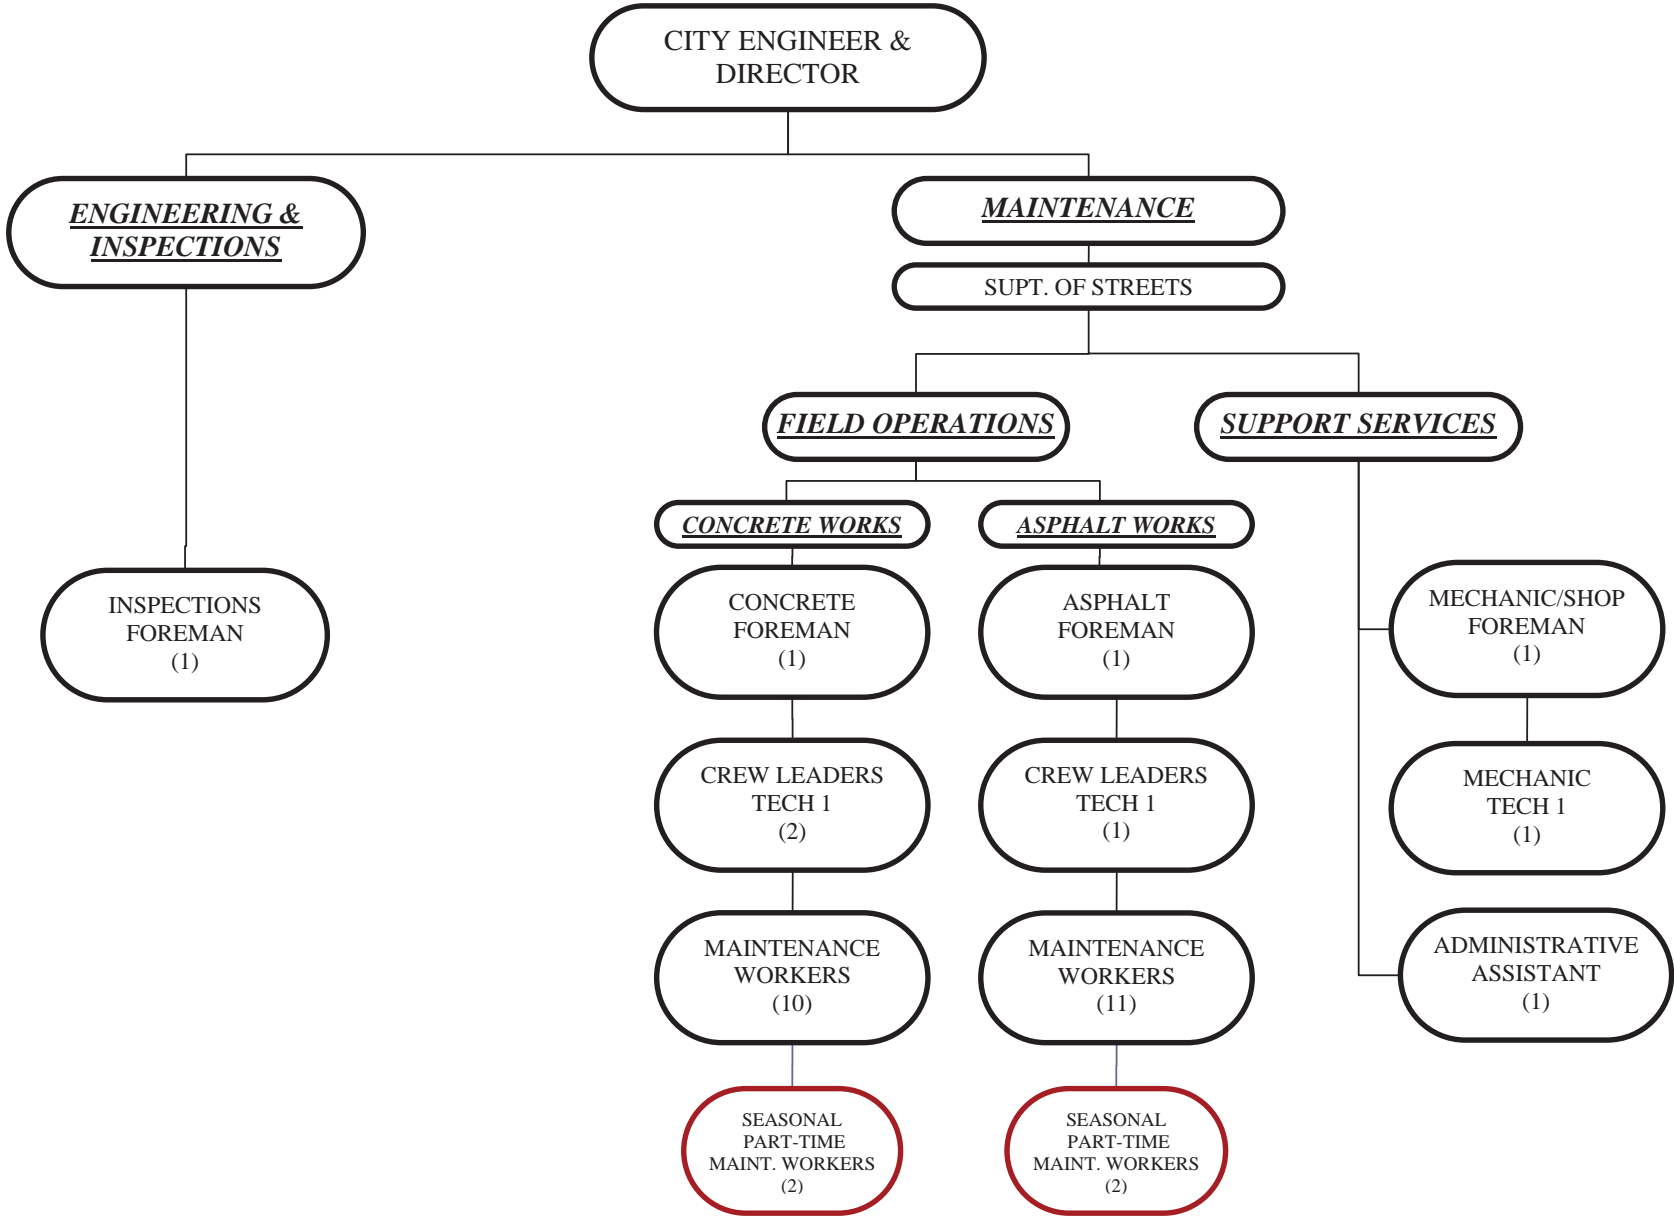 CITY ENGINEER &
DIRECTOR
ENGINEERING &
INSPECTIONS
MAINTENANCE
SUPT. OF STREETS
FIELD OPERATIONS
SUPPORT SERVICES
CONCRETE WORKS
ASPHALT WORKS
INSPECTIONS
FOREMAN
(1)
CONCRETE
FOREMAN
(1)
ASPHALT
FOREMAN
(1)
MECHANIC/SHOP
FOREMAN
(1)
CREW LEADERS
TECH 1
(2)
CREW LEADERS
TECH 1
(1)
MECHANIC
TECH 1
(1)
MAINTENANCE
WORKERS
(10)
MAINTENANCE
WORKERS
(11)
ADMINISTRATIVE
ASSISTANT
(1)
SEASONAL
PART-TIME
MAINT. WORKERS
(2)
SEASONAL
PART-TIME
MAINT. WORKERS
(2)